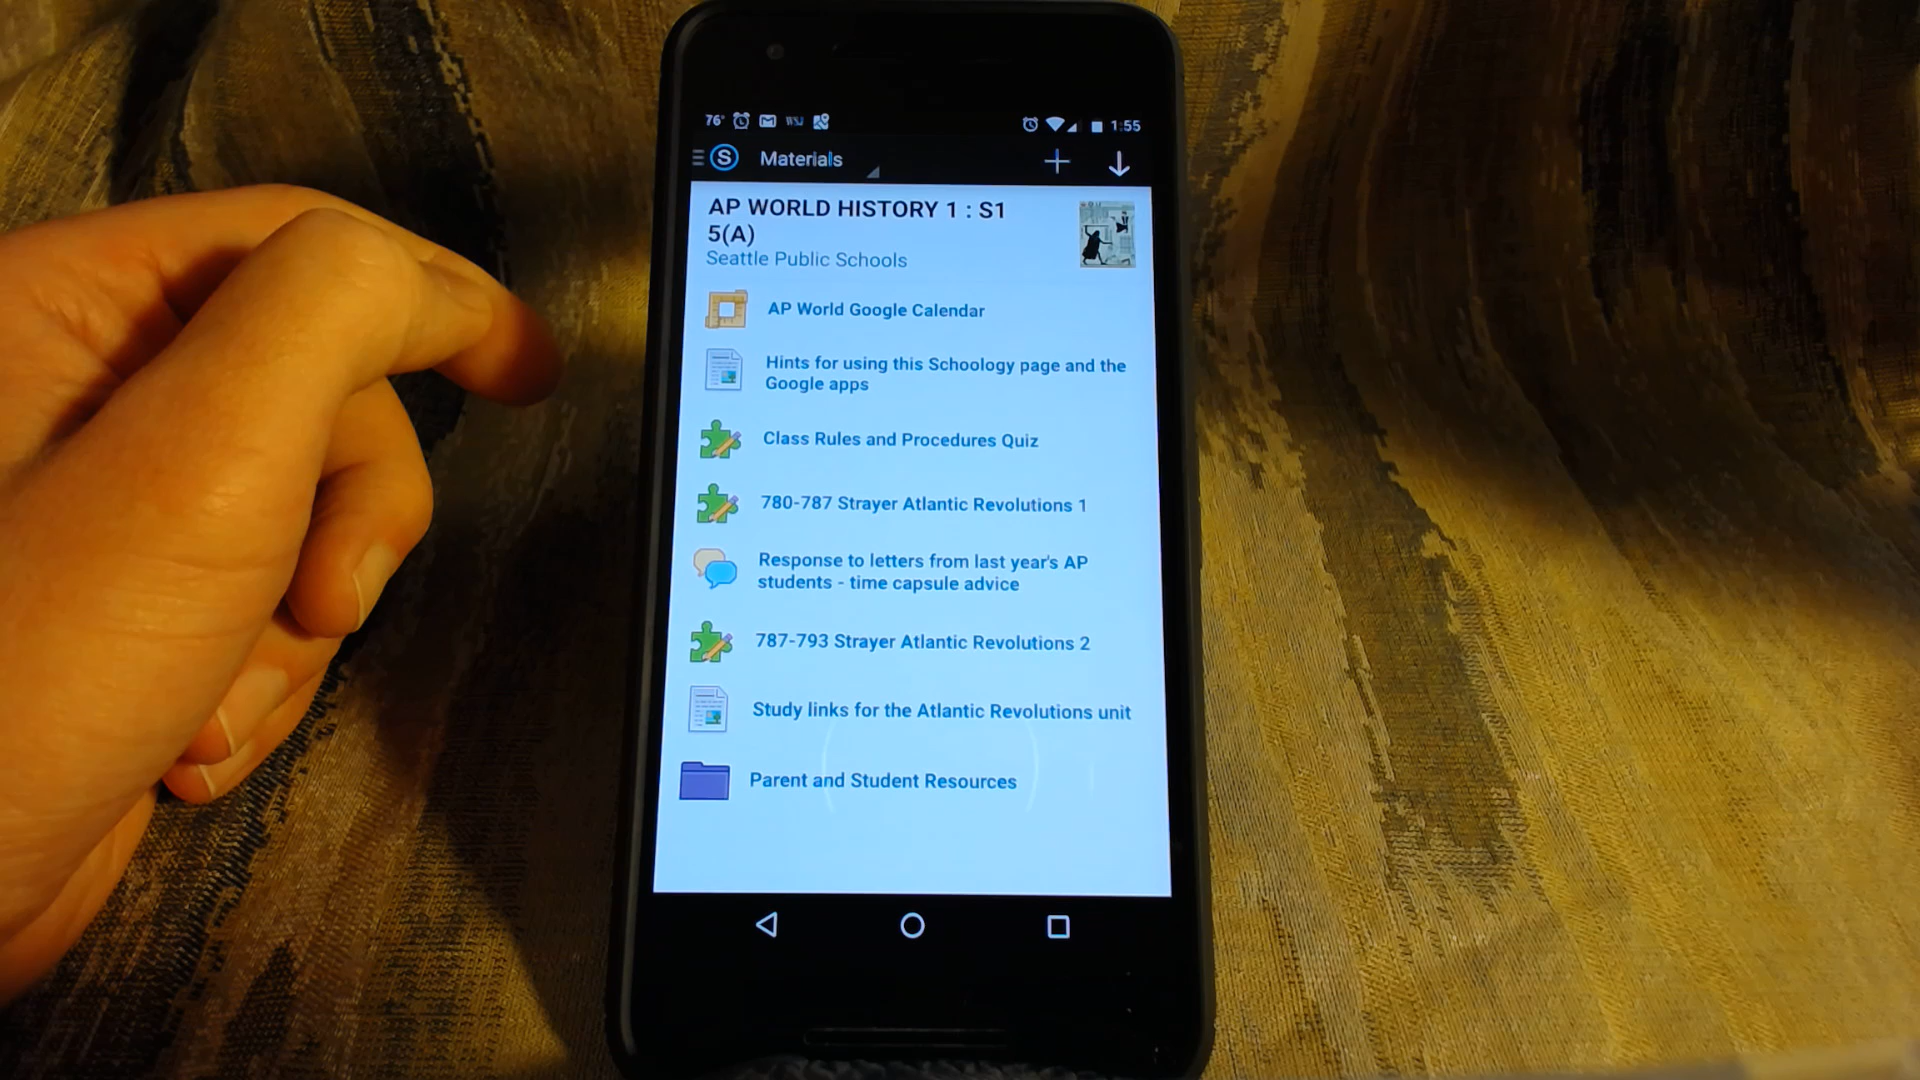 76° WSJ 1:55
S Materials
AP WORLD HISTORY 1 : S1
5(A)
Seattle Public Schools
AP World Google Calendar
Hints for using this Schoology page and the
Google apps
Class Rules and Procedures Quiz
780-787 Strayer Atlantic Revolutions 1
Response to letters from last year's AP
students - time capsule advice
787-793 Strayer Atlantic Revolutions 2
Study links for the Atlantic Revolutions unit
Parent and Student Resources